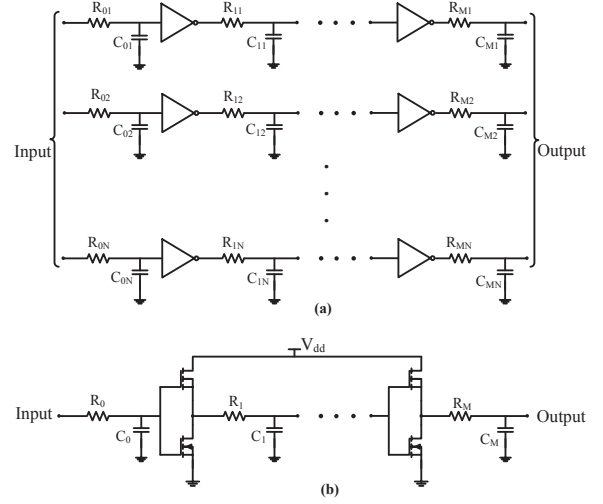 R01 R11 RM1
C01 C11 CM1
R02 R12 RM2
C02 C12 CM2
Input Output
R0N R1N RMN
C0N C1N CMN
(a)
Vdd
R0 R1 RM
Input Output
C0 C1 CM
(b)